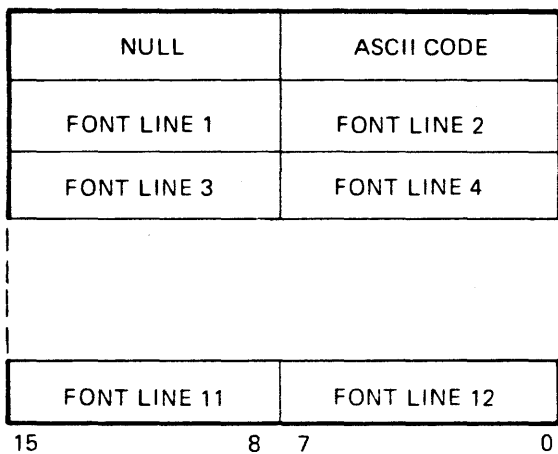 NULL ASCII CODE
FONT LINE 1 FONT LINE 2
FONT LINE 3 FONT LINE 4
FONT LINE 11 FONT LINE 12
15 8 7 0